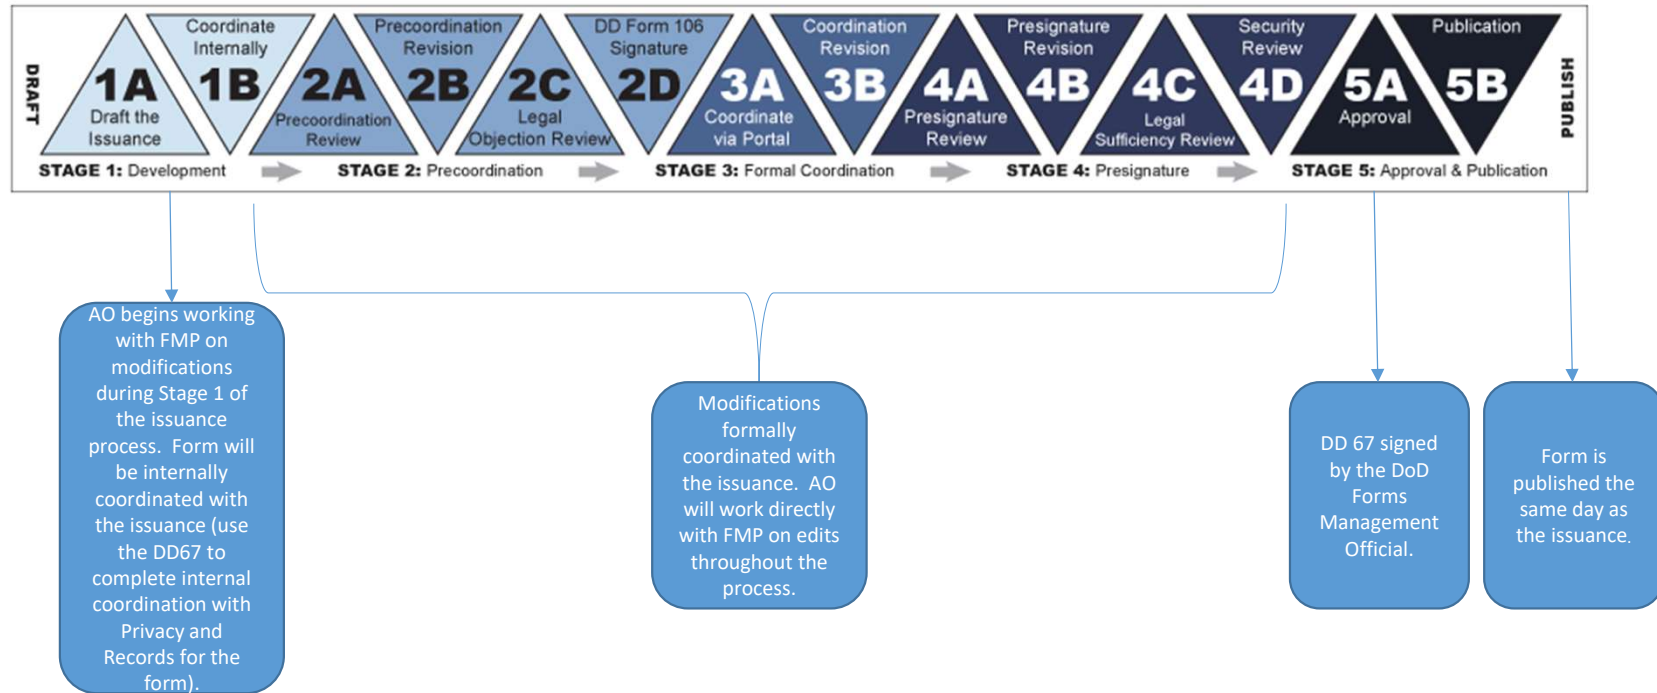 DRAFT
1A
Draft the
Issuance
Coordinate
Internally
1B
2A
Precoordination
Review
Precoordination
Revision
2B
2C
Legal
Objection Review
DD Form 106
Signature
2D
3A
Coordinate
via Portal
Coordination
Revision
3B
4A
Presignature
Review
Presignature
Revision
4B
4C
Legal
Sufficiency Review
Security
Review
4D
5A
Approval
Publication
5B
PUBLISH
STAGE 1: Development
STAGE 2: Precoordination
STAGE 3: Formal Coordination
STAGE 4: Presignature
STAGE 5: Approval & Publication
AO begins working
with FMP on
modifications
during Stage 1 of
the issuance
process.  Form will
be internally
coordinated with
the issuance (use
the DD67 to
complete internal
coordination with
Privacy and
Records for the
form).
Modifications
formally
coordinated with
the issuance.  AO
will work directly
with FMP on edits
throughout the
process.
DD 67 signed
by the DoD
Forms
Management
Official.
Form is
published the
same day as
the issuance.